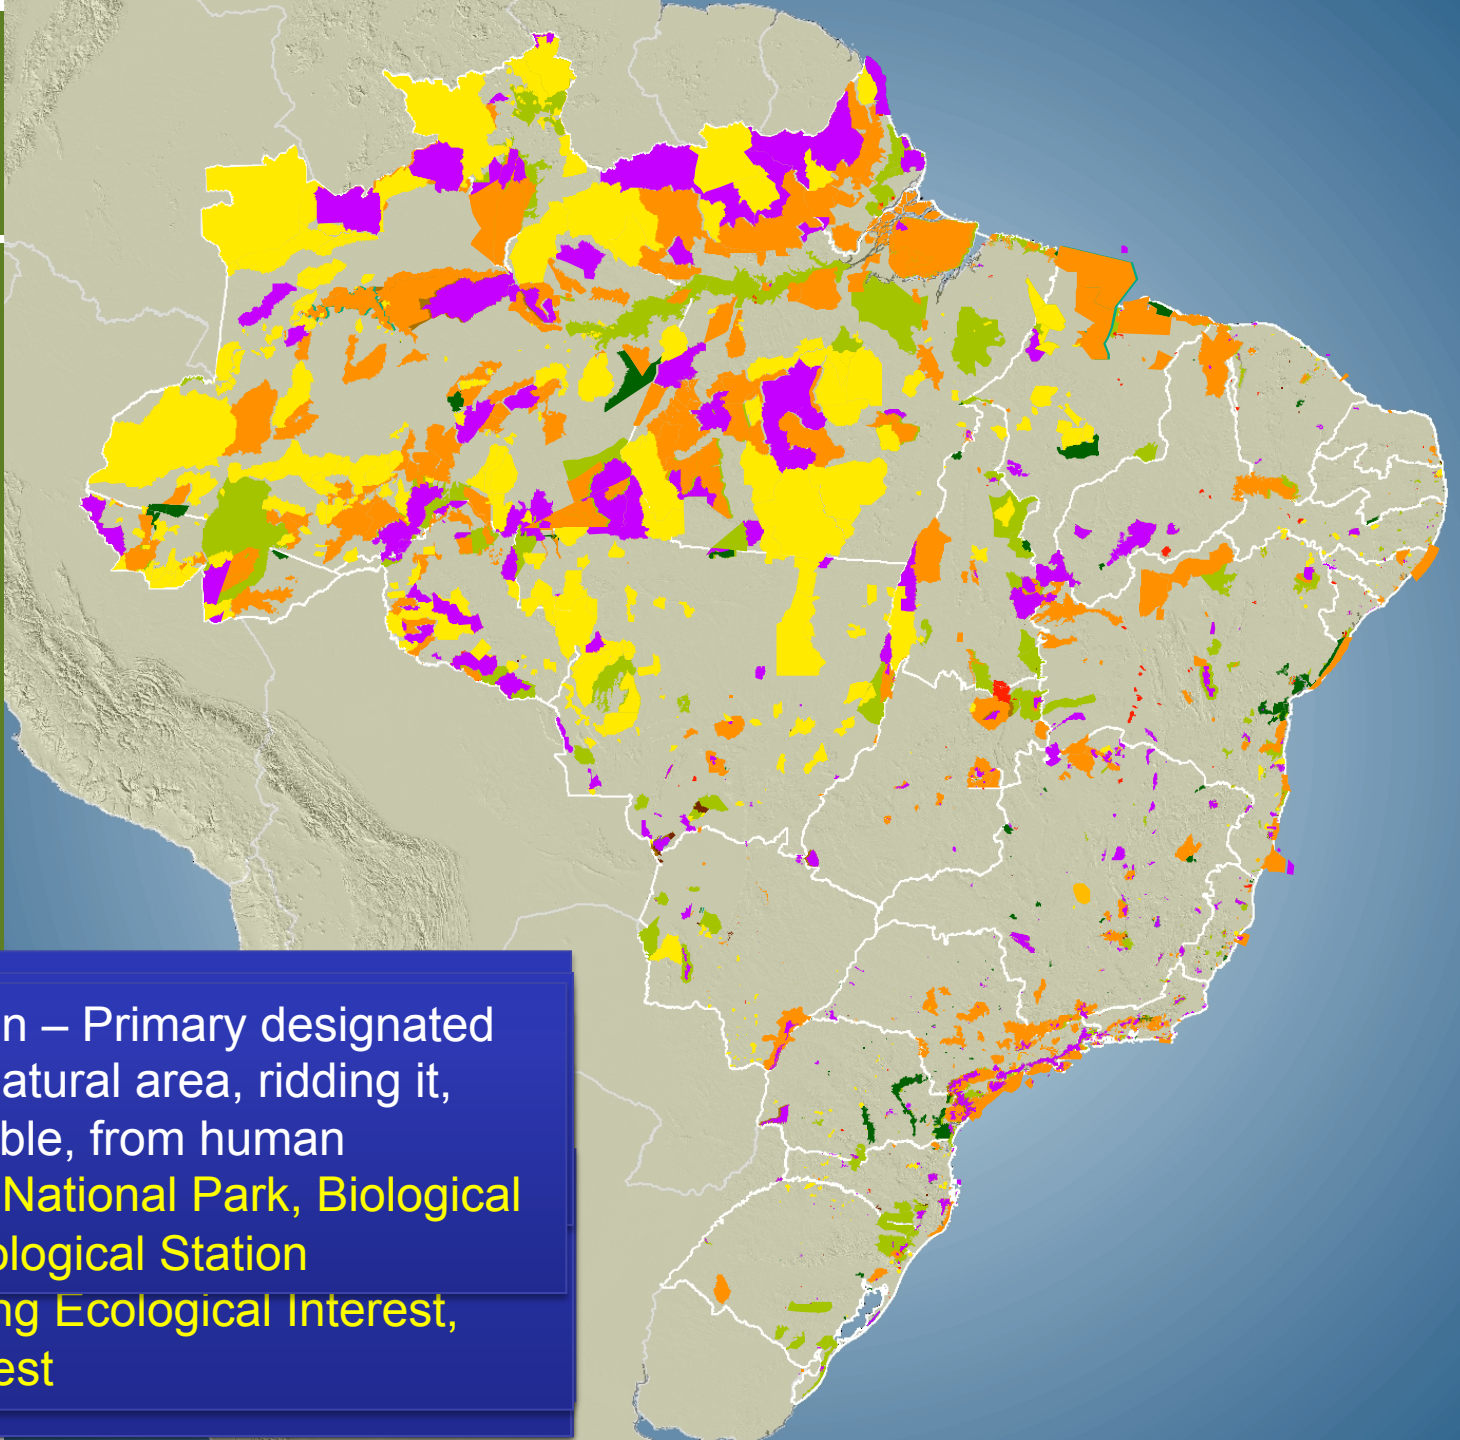 n – Primary designated
atural area, ridding it,
ble, from human
National Park, Biological
ological Station
ng Ecological Interest,
est